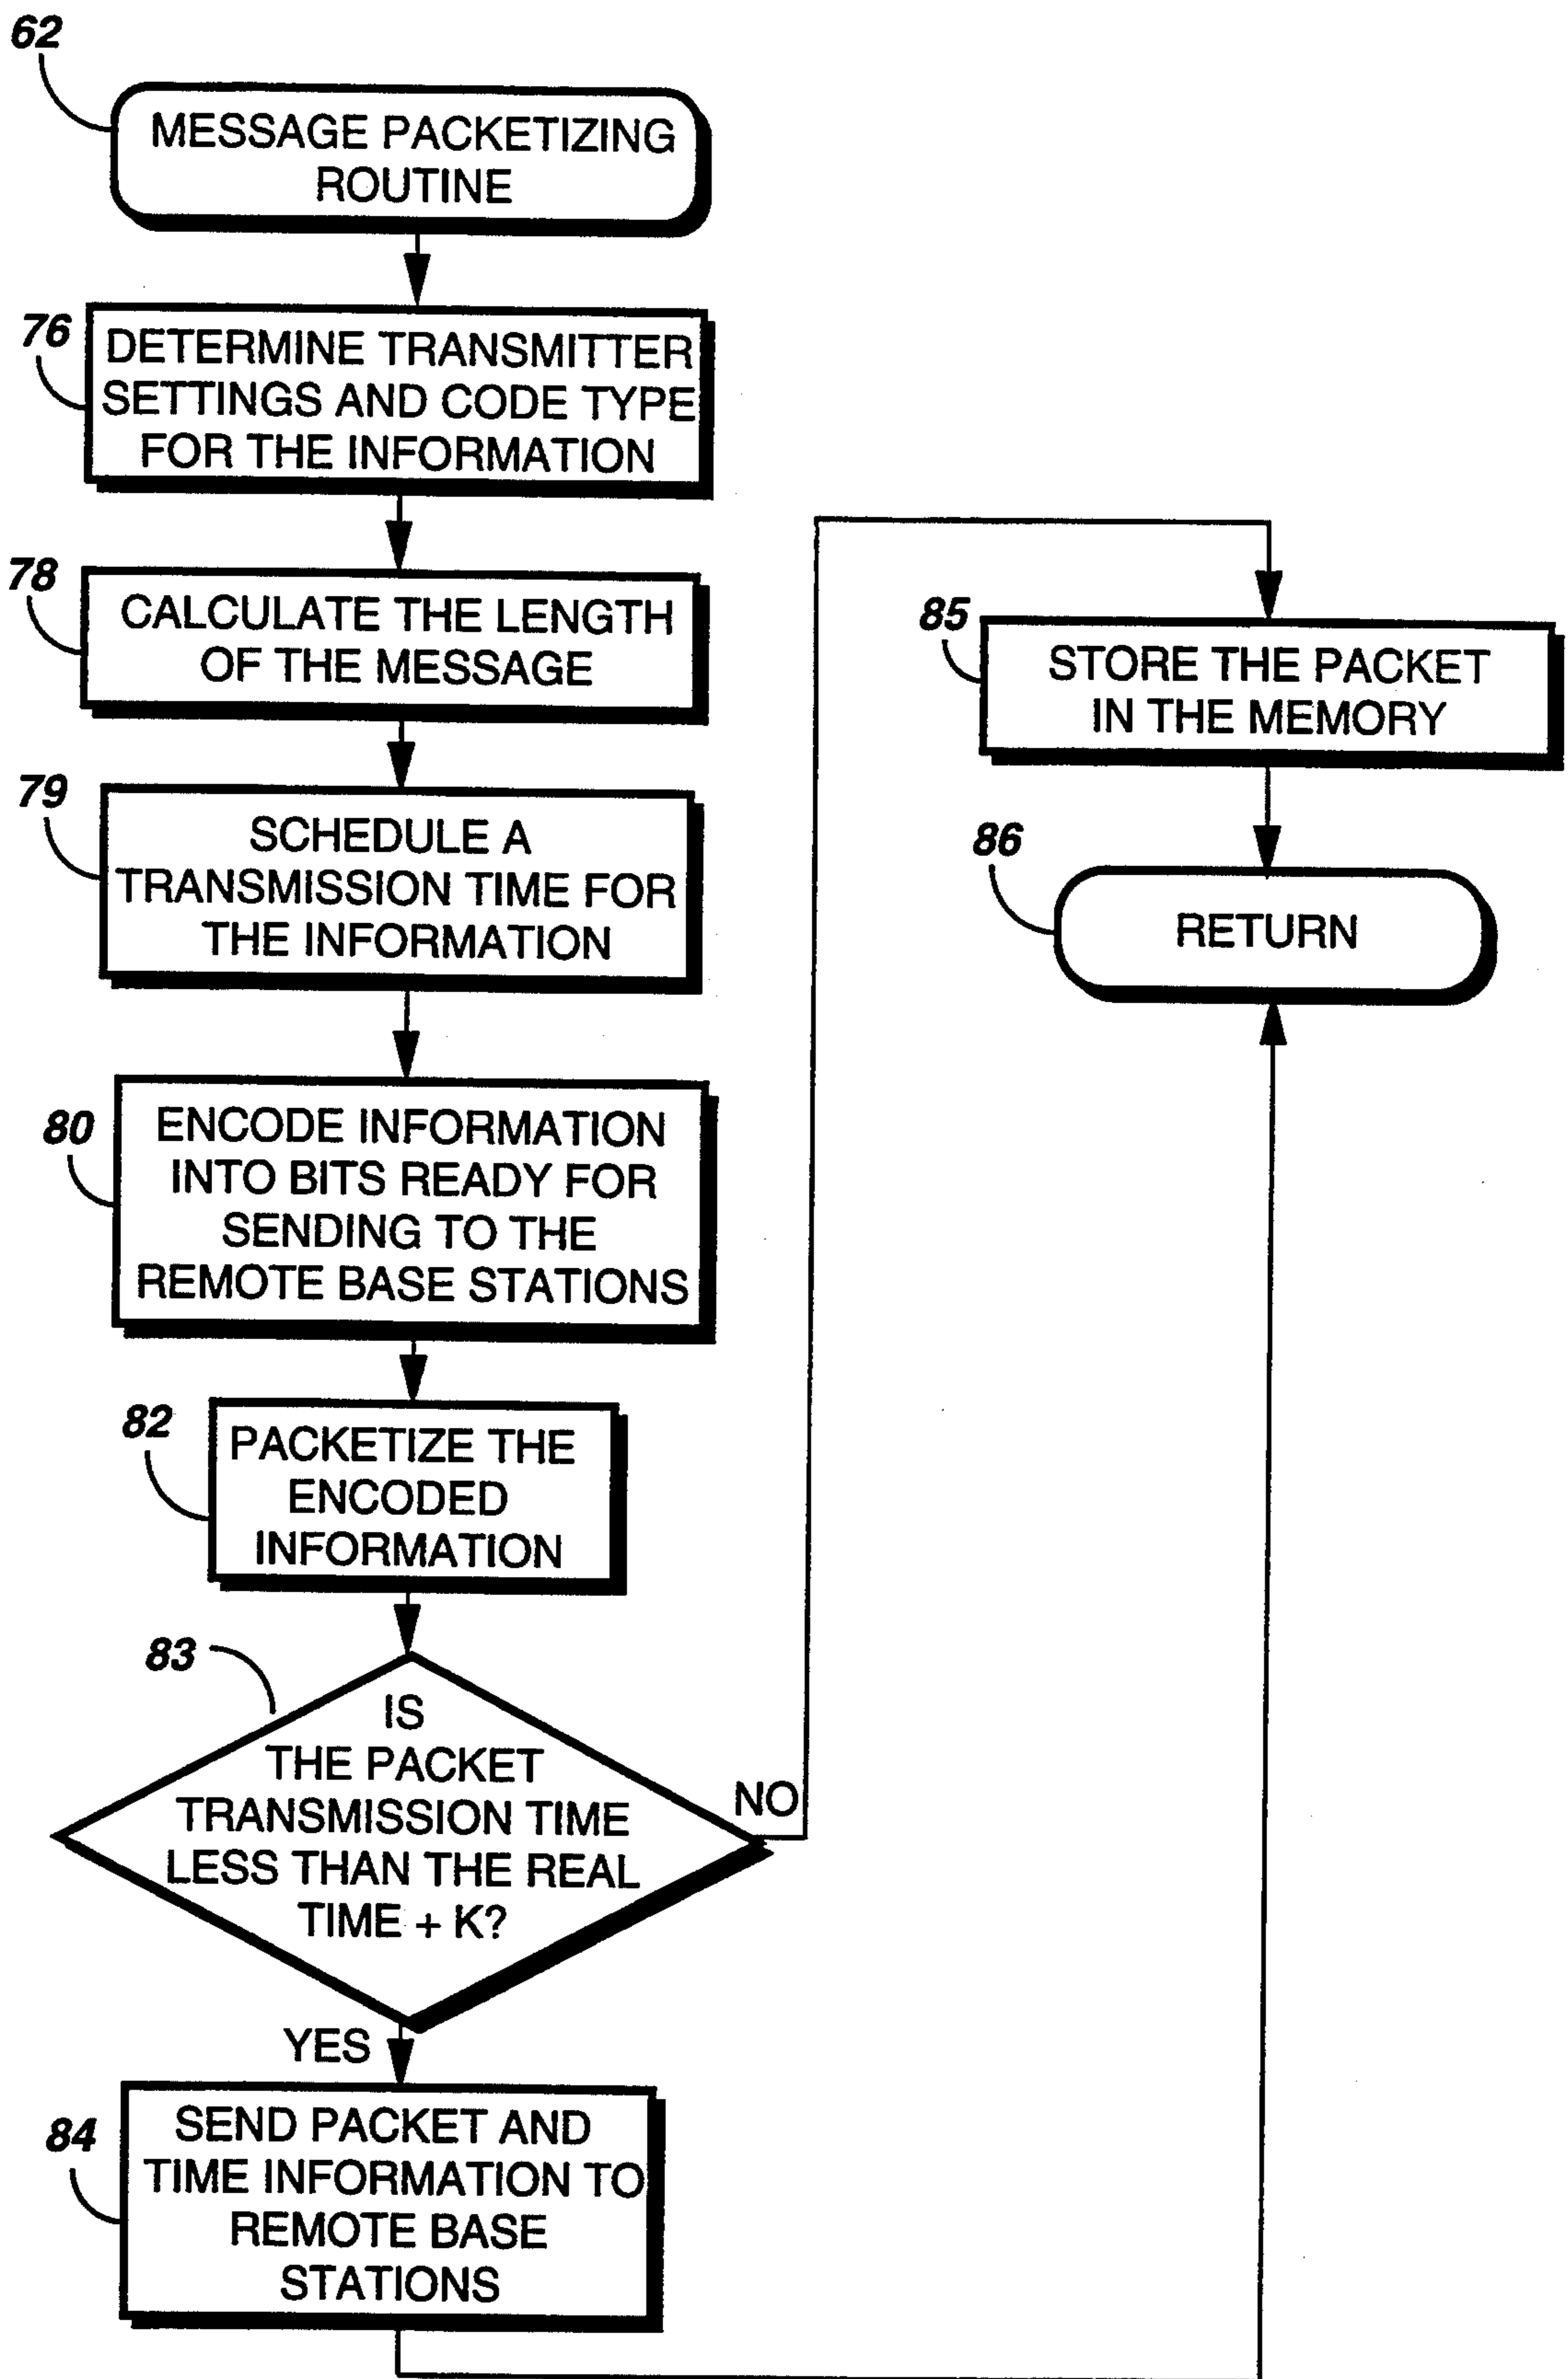 62
MESSAGE PACKETIZING
ROUTINE
76
DETERMINE TRANSMITTER
SETTINGS AND CODE TYPE
FOR THE INFORMATION
78
CALCULATE THE LENGTH
OF THE MESSAGE
79
SCHEDULE A
TRANSMISSION TIME FOR
THE INFORMATION
80
ENCODE INFORMATION
INTO BITS READY FOR
SENDING TO THE
REMOTE BASE STATIONS
82
PACKETIZE THE
ENCODED
INFORMATION
83
IS
THE PACKET
TRANSMISSION TIME
LESS THAN THE REAL
TIME + K?
NO
YES
84
SEND PACKET AND
TIME INFORMATION TO
REMOTE BASE
STATIONS
85
STORE THE PACKET
IN THE MEMORY
86
RETURN